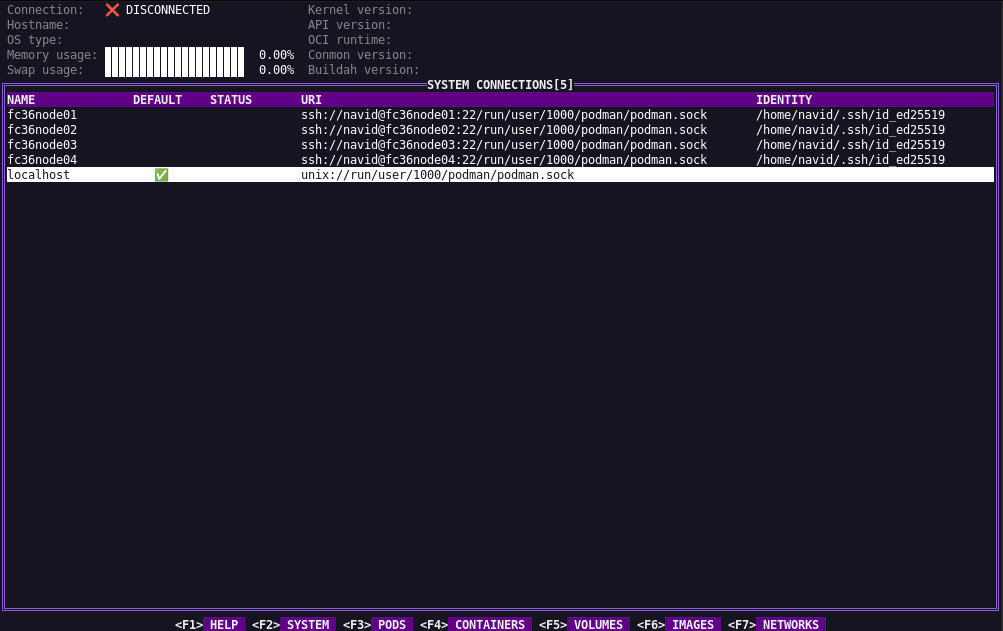 Connection: ❌ DISCONNECTED Kernel version:
Hostname: API version:
OS type: OCI runtime:
Memory usage: 0.00% Conmon version:
Swap usage: 0.00% Buildah version:
SYSTEM CONNECTIONS[5]
NAME DEFAULT STATUS URI IDENTITY
fc36node01 ssh://navid@fc36node01:22/run/user/1000/podman/podman.sock /home/navid/.ssh/id_ed25519
fc36node02 ssh://navid@fc36node02:22/run/user/1000/podman/podman.sock /home/navid/.ssh/id_ed25519
fc36node03 ssh://navid@fc36node03:22/run/user/1000/podman/podman.sock /home/navid/.ssh/id_ed25519
fc36node04 ssh://navid@fc36node04:22/run/user/1000/podman/podman.sock /home/navid/.ssh/id_ed25519
localhost ✅ unix://run/user/1000/podman/podman.sock
<F1> HELP <F2> SYSTEM <F3> PODS <F4> CONTAINERS <F5> VOLUMES <F6> IMAGES <F7> NETWORKS